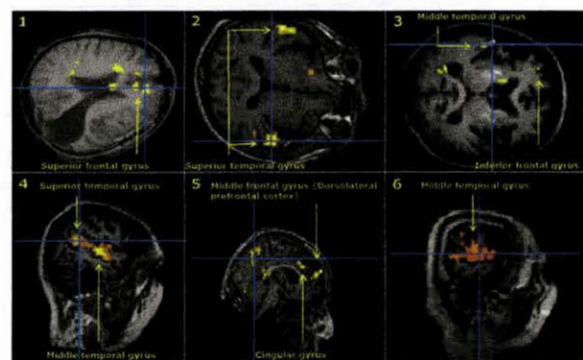 1
Superior frontal gyrus
2
Superior temporal gyrus
3
Middle temporal gyrus
Inferior frontal gyrus
4
Superior temporal gyrus
Middle temporal gyrus
5
Middle frontal gyrus (Dorsolateral
prefrontal cortex)
Cingular gyrus
6
Middle temporal gyrus